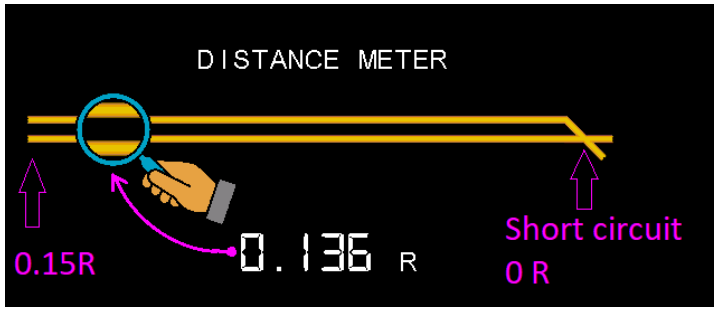 DISTANCE METER
0.15R
0.136 R
Short circuit
0 R